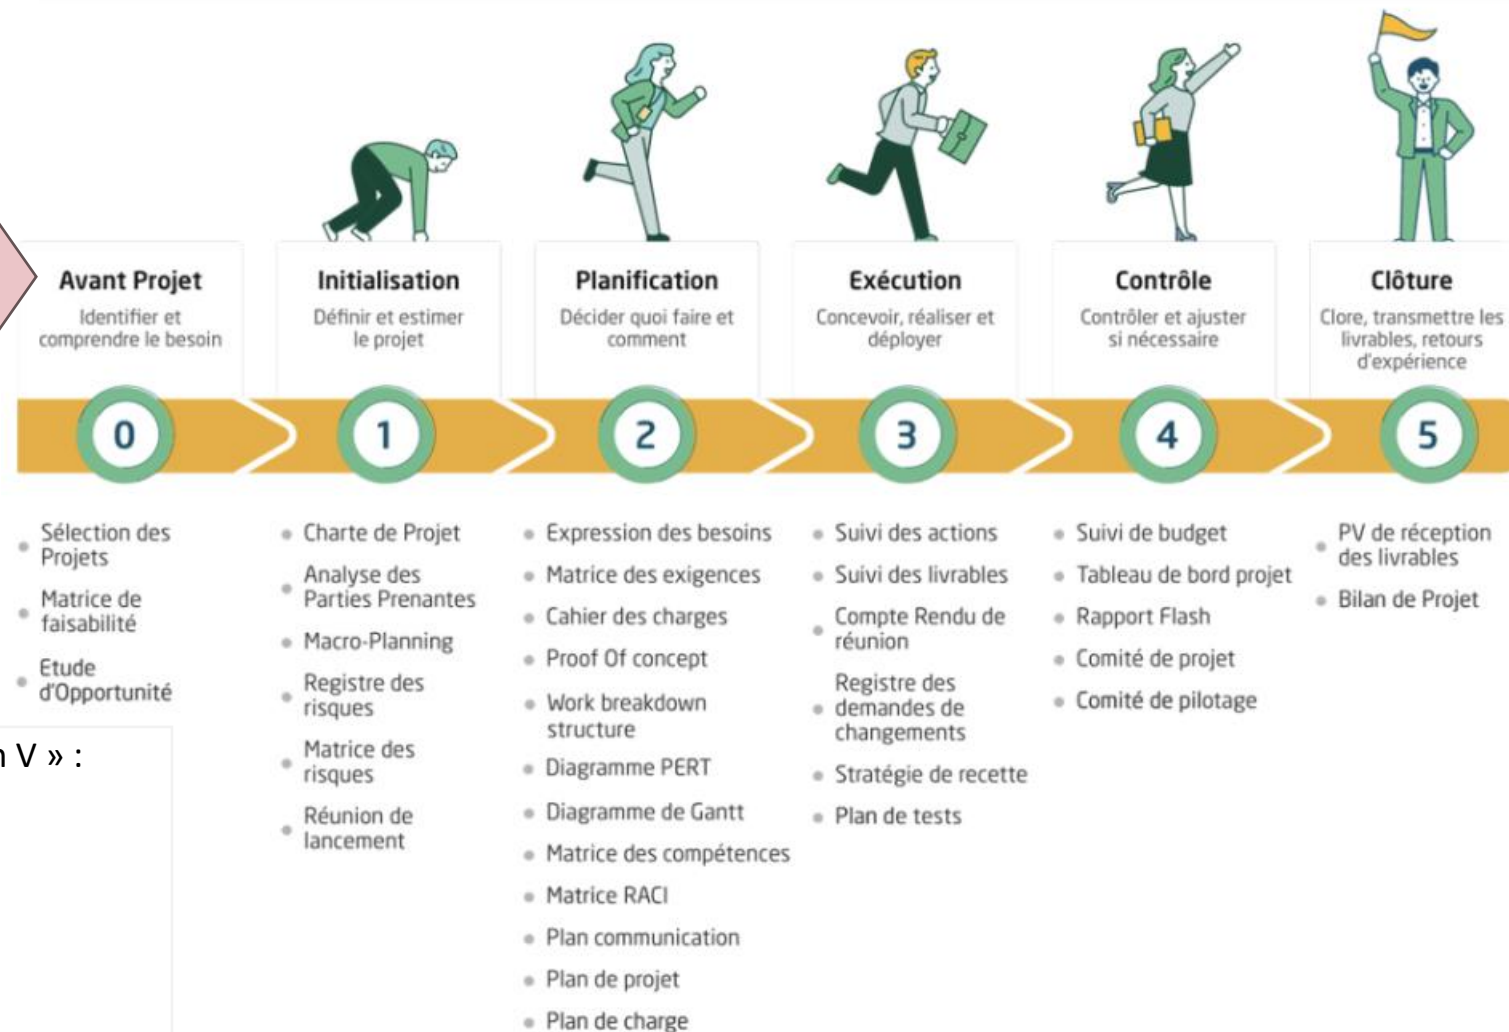 Avant Projet
Identifier et
comprendre le besoin
Initialisation
Définir et estimer
le projet
Planification
Décider quoi faire et
comment
Exécution
Concevoir, réaliser et
déployer
Contrôle
Contrôler et ajuster
si nécessaire
Clôture
Clore, transmettre les
livrables, retours
d'expérience
0
1
2
3
4
5
Sélection des
Projets
Matrice de
faisabilité
Etude
d'Opportunité
Charte de Projet
Analyse des
Parties Prenantes
Macro-Planning
Registre des
risques
Matrice des
risques
Réunion de
lancement
Expression des besoins
Matrice des exigences
Cahier des charges
Proof Of concept
Work breakdown
structure
Diagramme PERT
Diagramme de Gantt
Matrice des compétences
Matrice RACI
Plan communication
Plan de projet
Plan de charge
Suivi des actions
Suivi des livrables
Compte Rendu de
réunion
Registre des
demandes de
changements
Stratégie de recette
Plan de tests
Suivi de budget
Tableau de bord projet
Rapport Flash
Comité de projet
Comité de pilotage
PV de réception
des livrables
Bilan de Projet
V » :